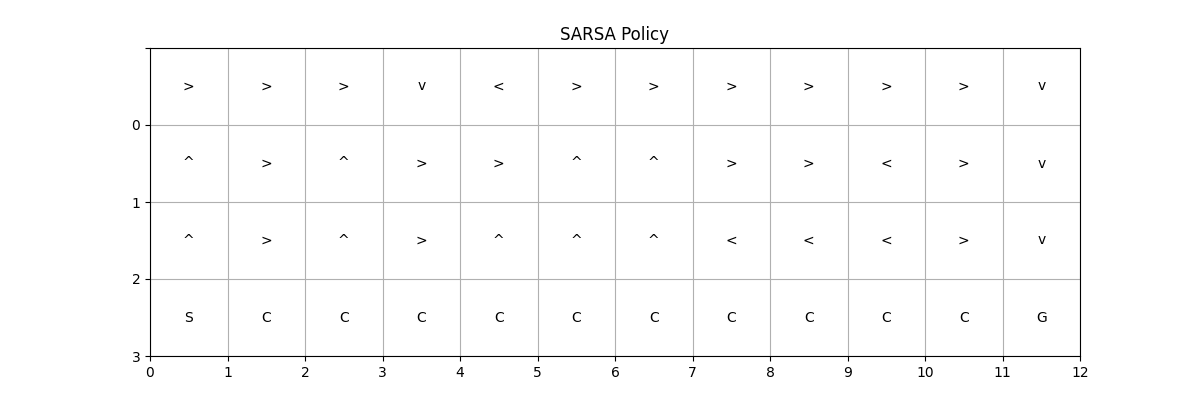 SARSA Policy
> > > v < > > > > > > v
0
^ > ^ > > ^ ^ > > < > v
1
^ > ^ > ^ ^ ^ < < < > v
2
S C C C C C C C C C C G
3
0 1 2 3 4 5 6 7 8 9 10 11 12